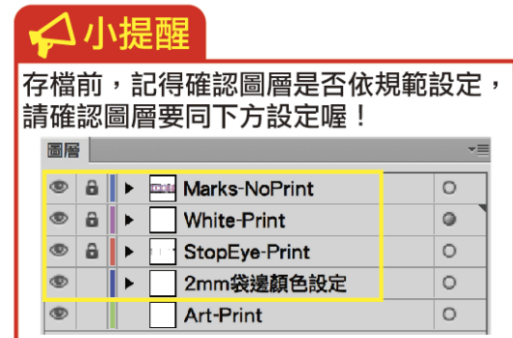 小提醒
存檔前，記得確認圖層是否依規範設定，
請確認圖層要同下方設定喔！
圖層
Marks-NoPrint
White-Print
StopEye-Print
2mm袋邊顏色設定
Art-Print